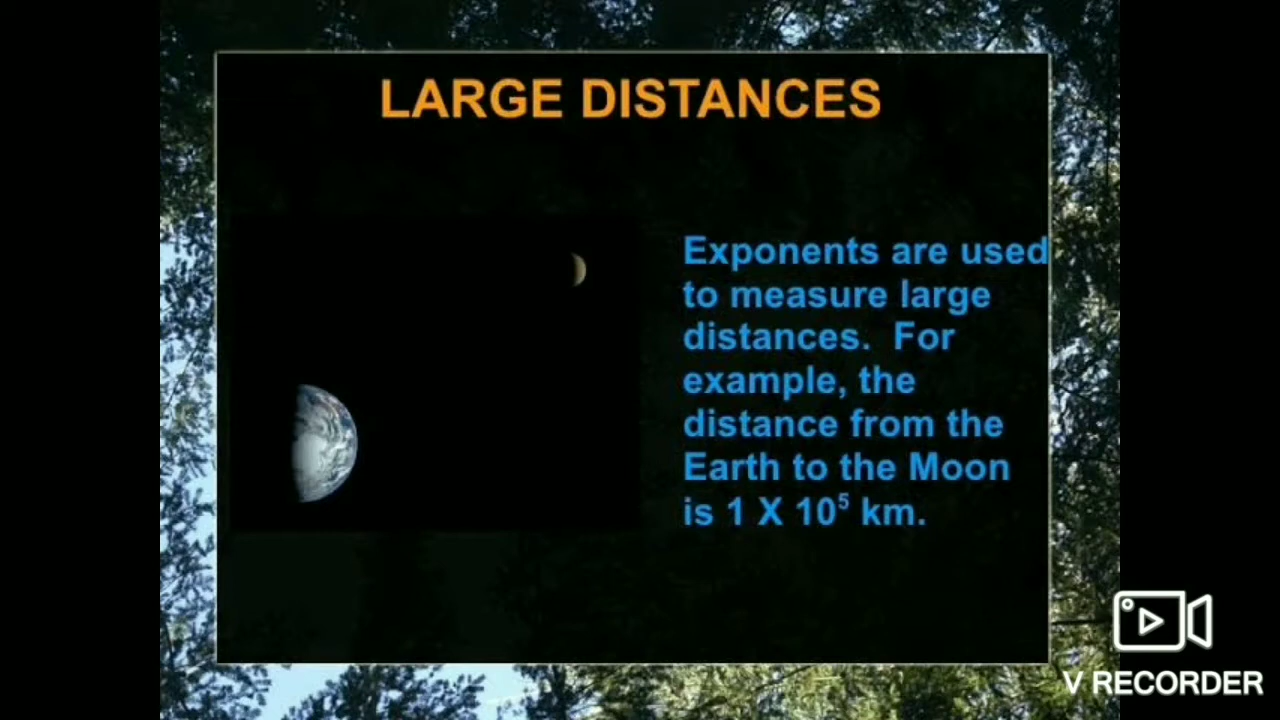 LARGE DISTANCES
Exponents are used
to measure large
distances. For
example, the
distance from the
Earth to the Moon
is 1 X 10⁵ km.
V RECORDER